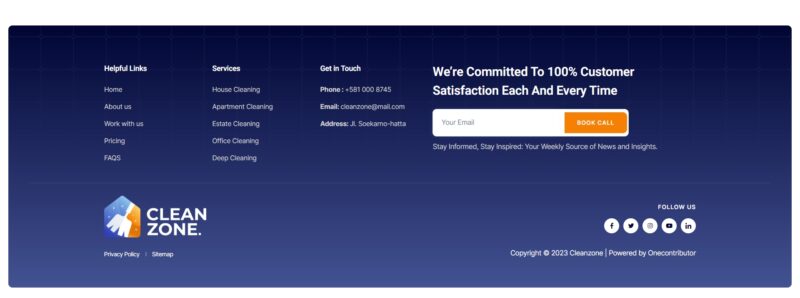 Helpful Links
Home
About us
Work with us
Pricing
FAQS
Services
House Cleaning
Apartment Cleaning
Estate Cleaning
Office Cleaning
Deep Cleaning
Get in Touch
Phone : +581 000 8745
Email: cleanzone@mail.com
Address: Jl. Soekarno-hatta
We're Committed To 100% Customer
Satisfaction Each And Every Time
Your Email
BOOK CALL
Stay Informed, Stay Inspired: Your Weekly Source of News and Insights.
CLEAN
ZONE.
Privacy Policy | Sitemap
FOLLOW US
Copyright © 2023 Cleanzone | Powered by Onecontributor